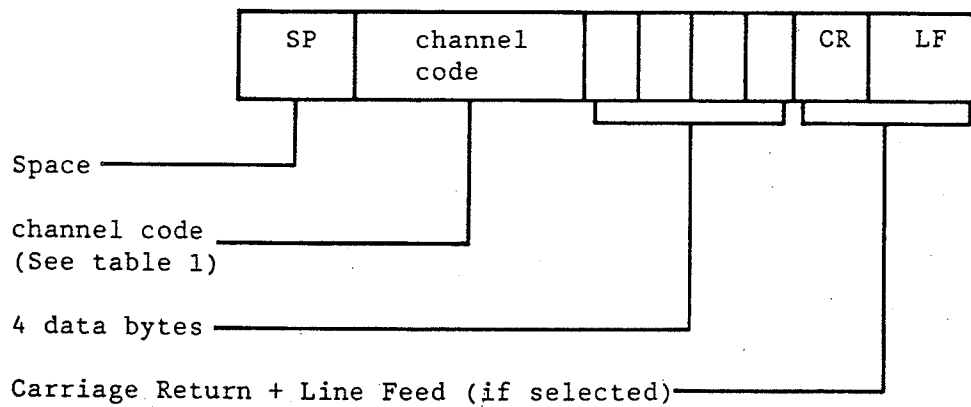 SP channel code CR LF
Space
channel code
(See table 1)
4 data bytes
Carriage Return + Line Feed (if selected)